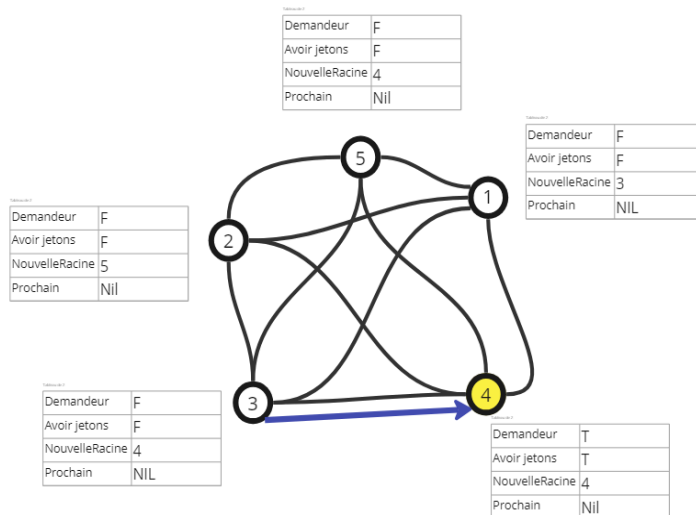 Demandeur F
Avoir jetons F
NouvelleRacine 4
Prochain Nil
Demandeur F
Avoir jetons F
NouvelleRacine 3
Prochain NIL
5
1
Demandeur F
Avoir jetons F
NouvelleRacine 5
Prochain Nil
2
3
4
Demandeur F
Avoir jetons F
NouvelleRacine 4
Prochain NIL
Demandeur T
Avoir jetons T
NouvelleRacine 4
Prochain Nil